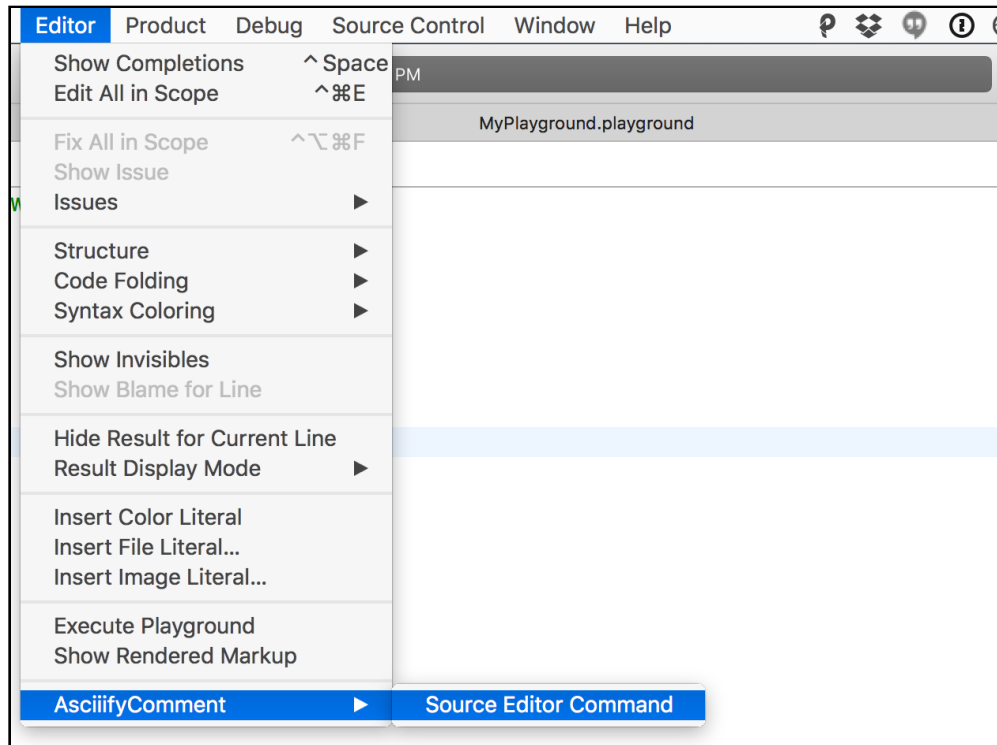 Editor Product Debug Source Control Window Help
Show Completions ^ Space
PM
Edit All in Scope ^⌘E
MyPlayground.playground
Fix All in Scope ^⌥⌘F
Show Issue
Issues ▶
Structure ▶
Code Folding ▶
Syntax Coloring ▶
Show Invisibles
Show Blame for Line
Hide Result for Current Line
Result Display Mode ▶
Insert Color Literal
Insert File Literal...
Insert Image Literal...
Execute Playground
Show Rendered Markup
AsciiifyComment ▶ Source Editor Command